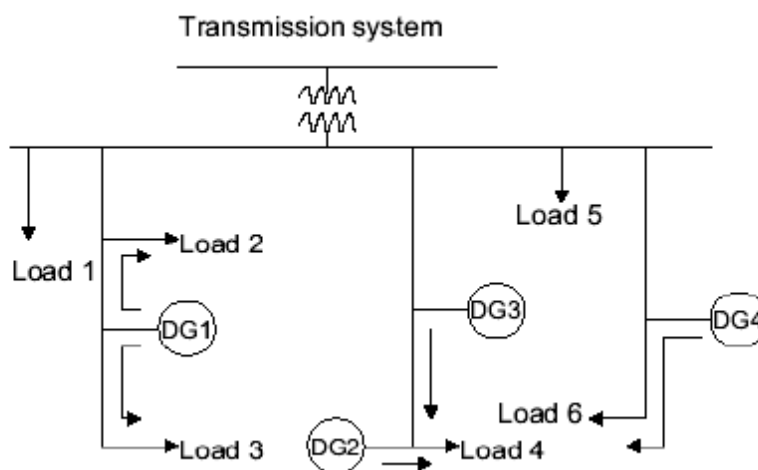 Transmission system
Load 5
Load 2
Load 1
DG3
DG1
DG4
Load 6
Load 3
DG2
Load 4